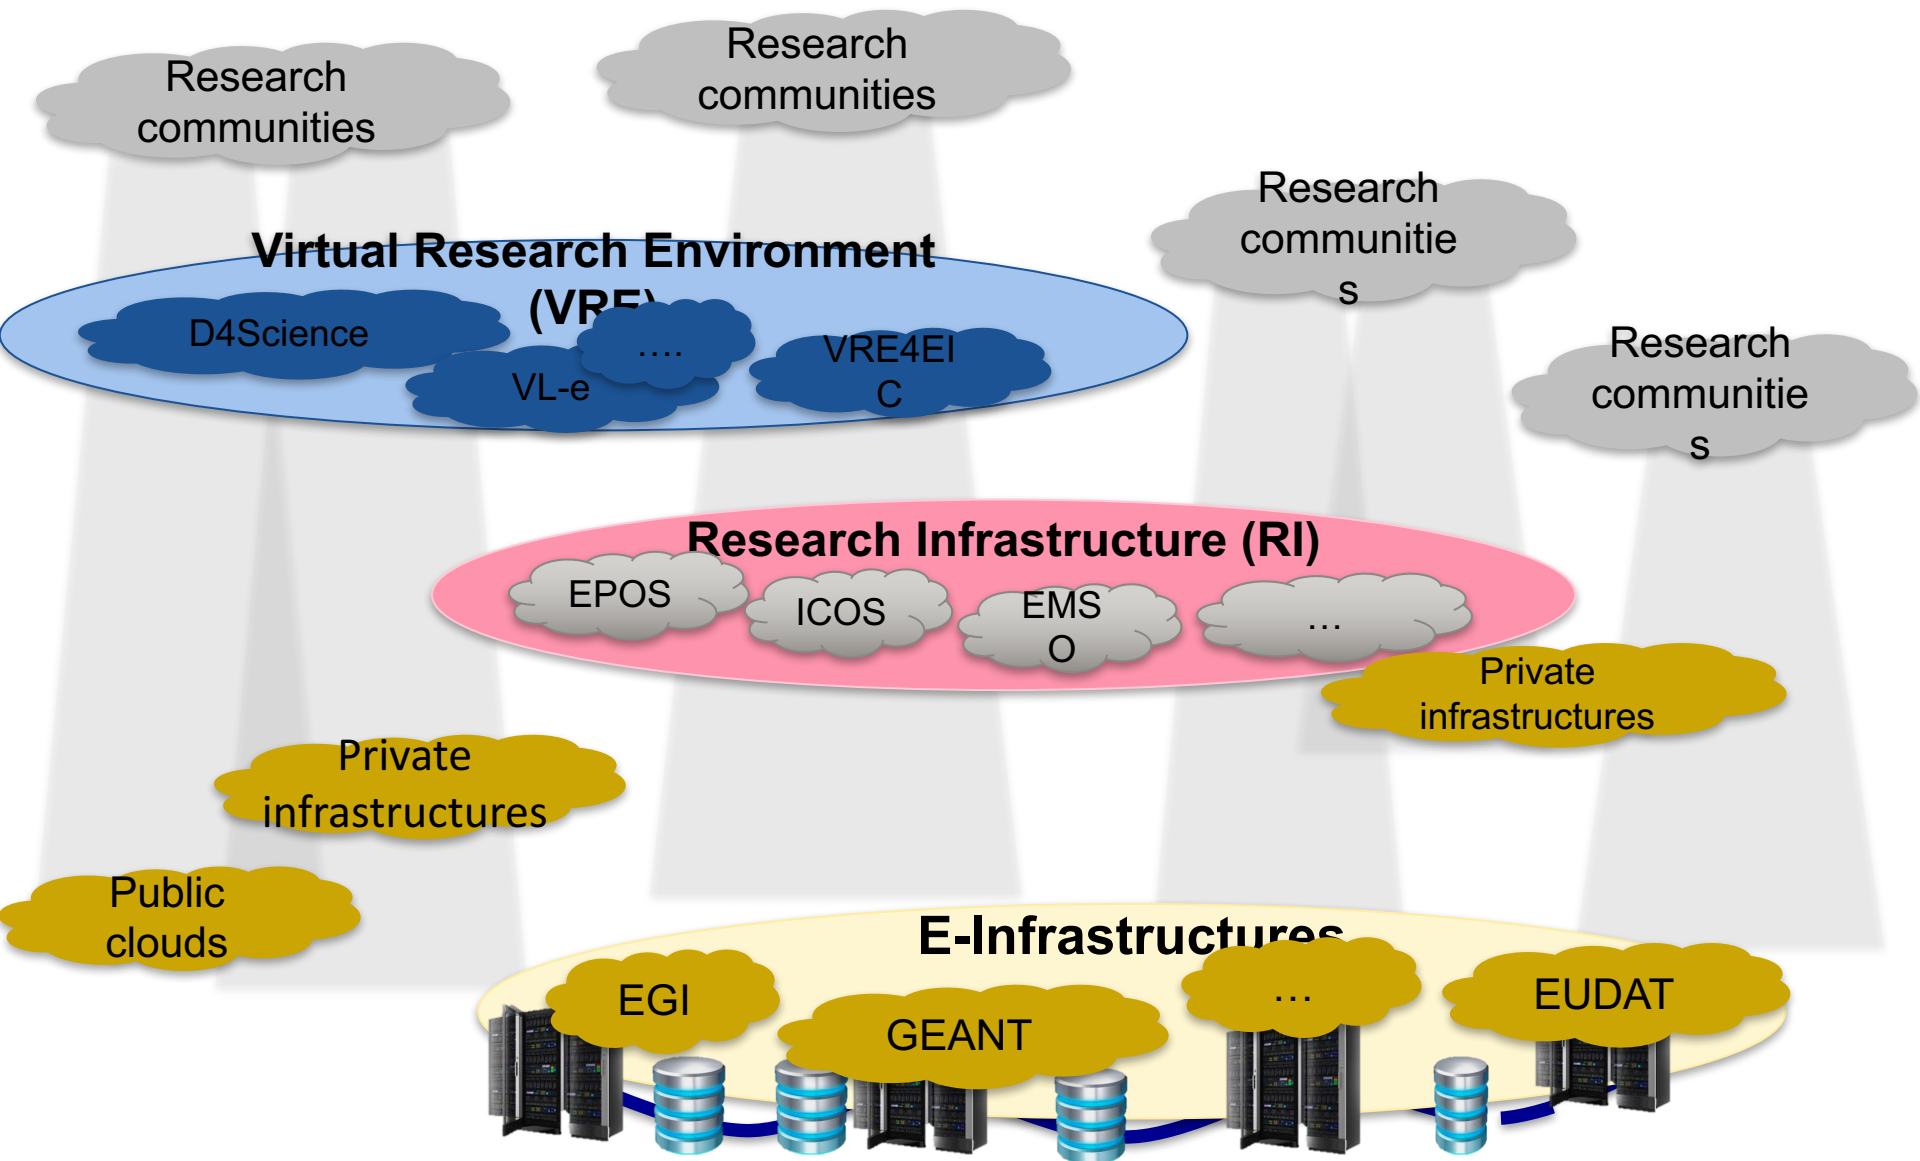 Research
communities
Research
communities
Research
communitie
s
Virtual Research Environment
(VRE)
D4Science
VL-e
....
VRE4EI
C
Research
communitie
s
Research Infrastructure (RI)
EPOS
ICOS
EMS
O
...
Private
infrastructures
Private
infrastructures
Public
clouds
E-Infrastructures
EGI
GEANT
...
EUDAT